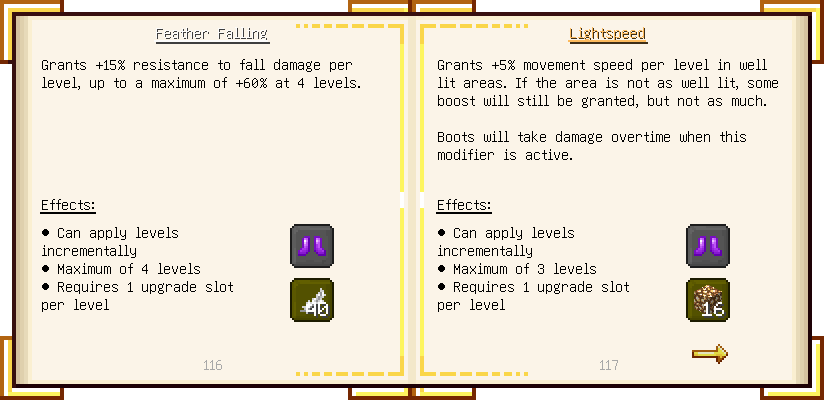 Feather Falling
Grants +15% resistance to fall damage per
level, up to a maximum of +60% at 4 levels.
Effects:
• Can apply levels
incrementally
• Maximum of 4 levels
• Requires 1 upgrade slot
per level
40
116
Lightspeed
Grants +5% movement speed per level in well
lit areas. If the area is not as well lit, some
boost will still be granted, but not as much.
Boots will take damage overtime when this
modifier is active.
Effects:
• Can apply levels
incrementally
• Maximum of 3 levels
• Requires 1 upgrade slot
per level
16
117